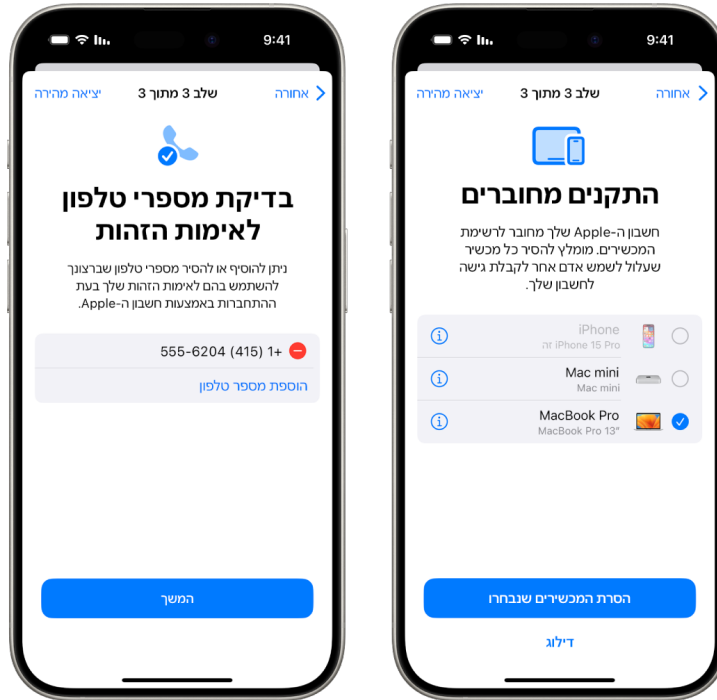 9:41
אחורה
שלב 3 מתוך 3
יציאה מהירה
התקנים מחוברים
חשבון ה-Apple שלך מחובר לרשימת
המכשירים. מומלץ להסיר כל מכשיר
שעלול לשמש אדם אחר לקבלת גישה
לחשבון שלך.
iPhone
iPhone 15 Pro זה
Mac mini
Mac mini
MacBook Pro
MacBook Pro 13"
הסרת המכשירים שנבחרו
דילוג
9:41
אחורה
שלב 3 מתוך 3
יציאה מהירה
בדיקת מספרי טלפון
לאימות הזהות
ניתן להוסיף או להסיר מספרי טלפון שברצונך
להשתמש בהם לאימות הזהות שלך בעת
ההתחברות באמצעות חשבון ה-Apple.
+1 (415) 555-6204
הוספת מספר טלפון
המשך